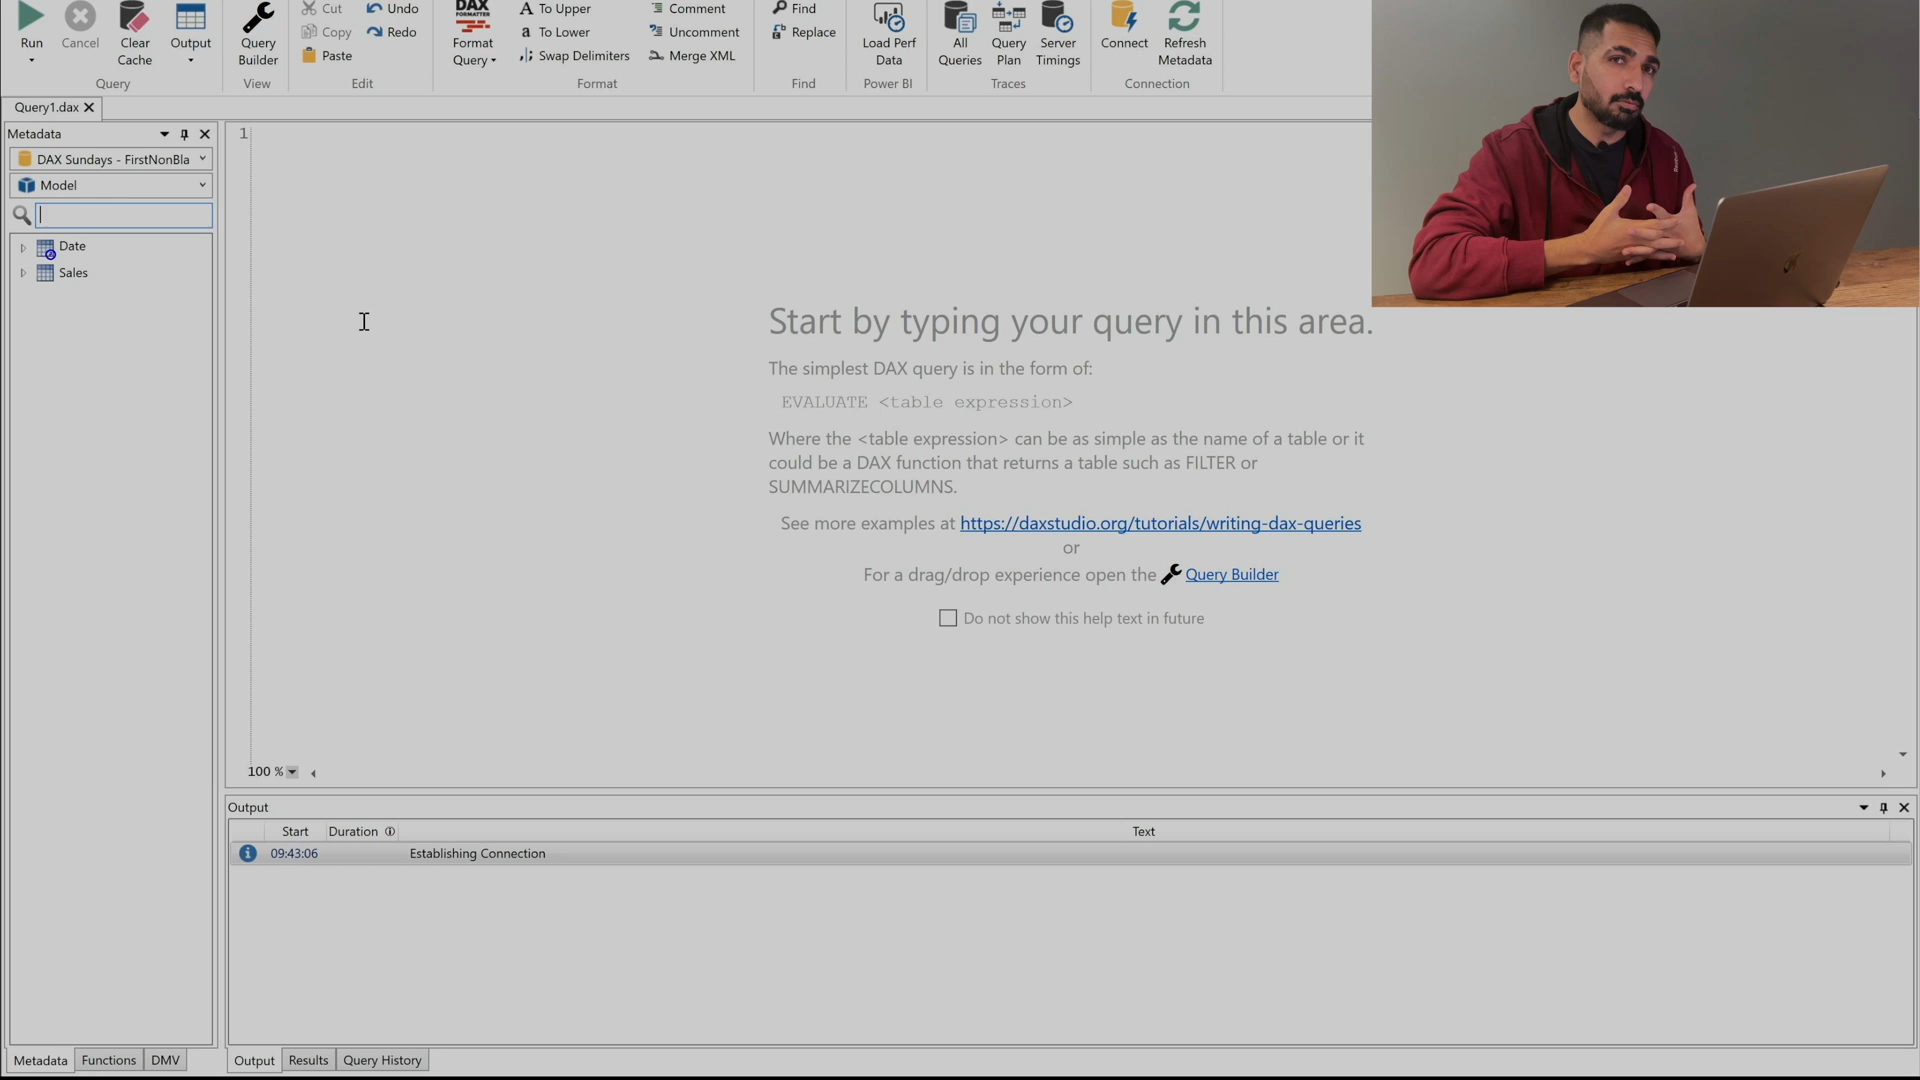 Run
Cancel
Clear
Cache
Output
Query
Query
Builder
View
Cut
Copy
Paste
Undo
Redo
Edit
DAX
FORMATTER
Format
Query
To Upper
To Lower
Swap Delimiters
Comment
Uncomment
Merge XML
Format
Find
Replace
Find
Load Perf
Data
Power BI
All
Queries
Query
Plan
Server
Timings
Traces
Connect
Refresh
Metadata
Connection
Query1.dax
Metadata
DAX Sundays - FirstNonBla
Model
Date
Sales
1
Start by typing your query in this area.
The simplest DAX query is in the form of:
EVALUATE <table expression>
Where the <table expression> can be as simple as the name of a table or it
could be a DAX function that returns a table such as FILTER or
SUMMARIZECOLUMNS.
See more examples at https://daxstudio.org/tutorials/writing-dax-queries
or
For a drag/drop experience open the Query Builder
Do not show this help text in future
100 %
Output
Start Duration Text
09:43:06 Establishing Connection
Metadata Functions DMV
Output Results Query History